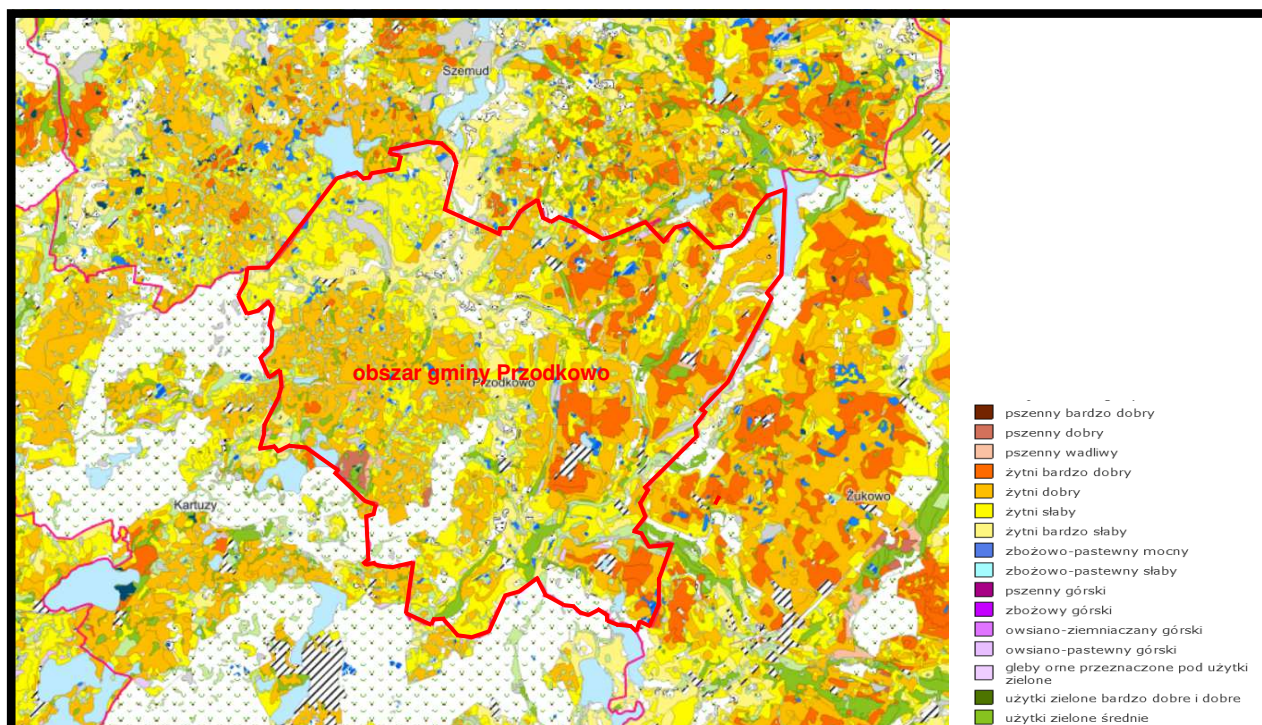 Szemud
obszar gminy Przodkowo
Przodkowo
Kartuzy
Żukowo
pszenny bardzo dobry
pszenny dobry
pszenny wadliwy
żytni bardzo dobry
żytni dobry
żytni słaby
żytni bardzo słaby
zbożowo-pastewny mocny
zbożowo-pastewny słaby
pszenny górski
zbożowy górski
owsiano-ziemniaczany górski
owsiano-pastewny górski
gleby orne przeznaczone pod użytki
zielone
użytki zielone bardzo dobre i dobre
użytki zielone średnie